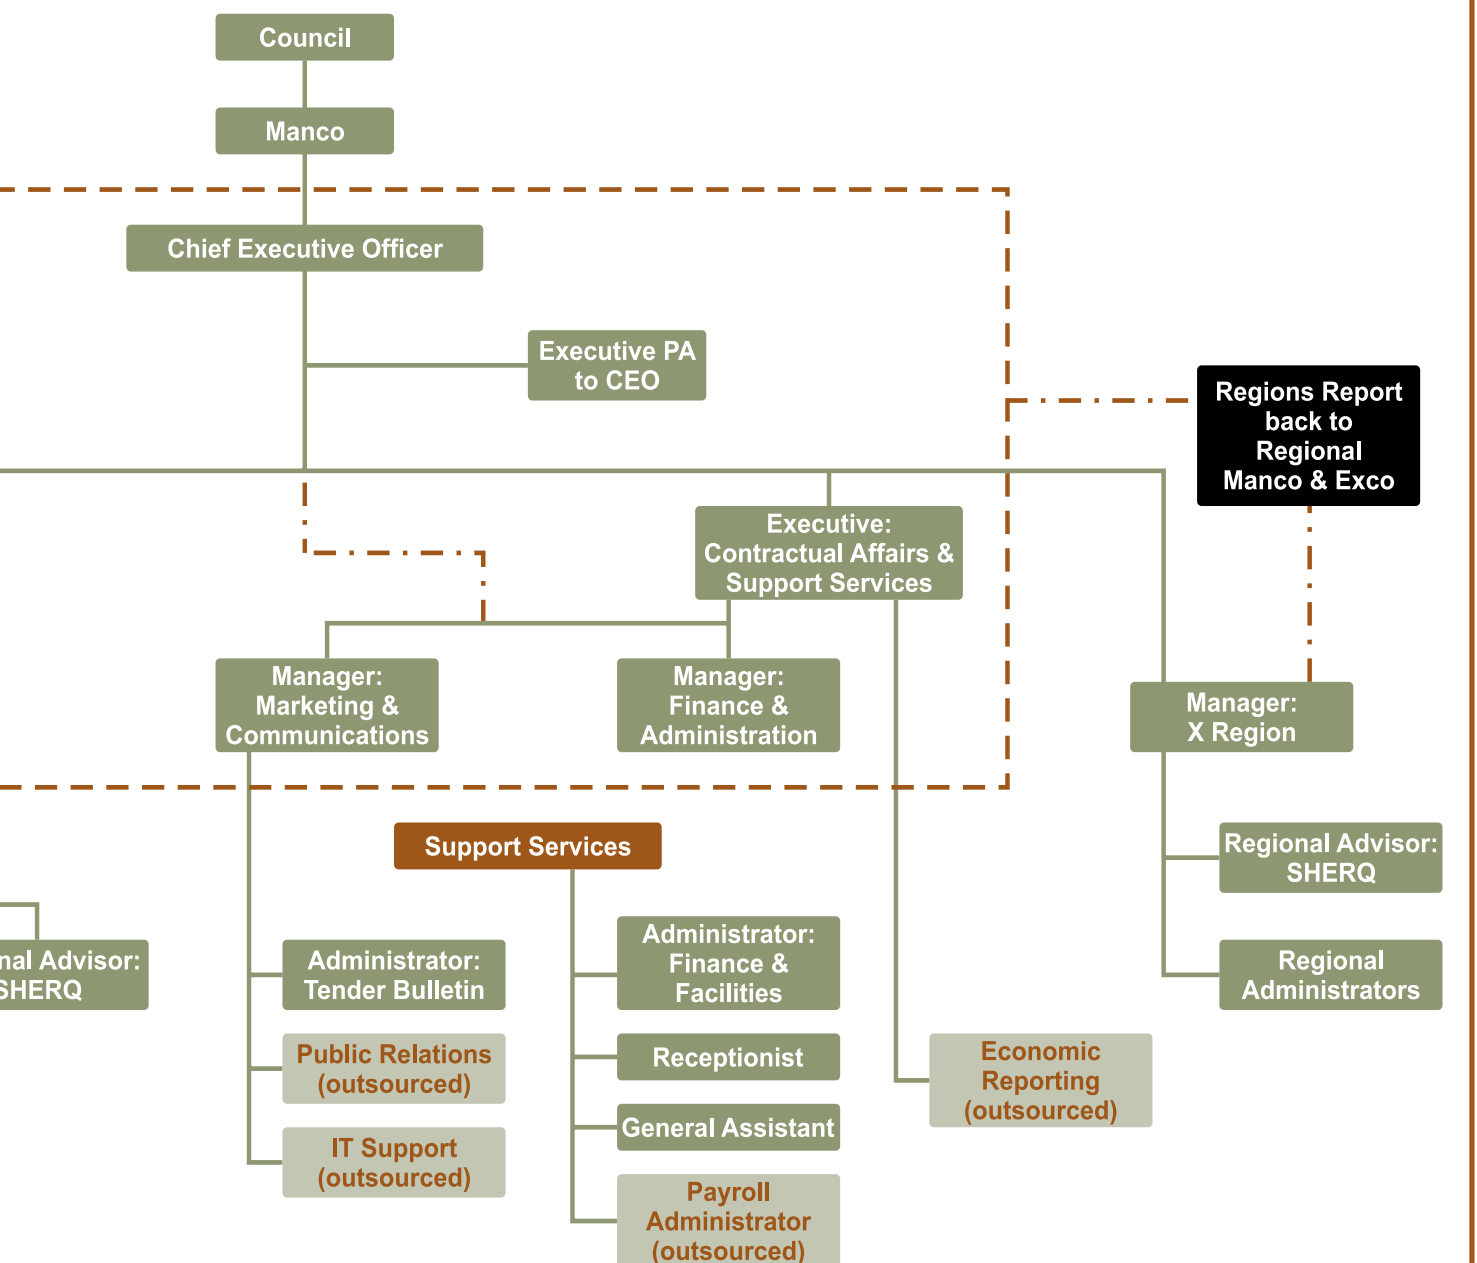 Council
Manco
Chief Executive Officer
Executive PA
to CEO
Regions Report
back to
Regional
Manco & Exco
Executive:
Contractual Affairs &
Support Services
Manager:
Marketing &
Communications
Manager:
Finance &
Administration
Manager:
X Region
Support Services
Regional Advisor:
SHERQ
nal Advisor:
SHERQ
Administrator:
Tender Bulletin
Administrator:
Finance &
Facilities
Regional
Administrators
Public Relations
(outsourced)
Receptionist
Economic
Reporting
(outsourced)
General Assistant
IT Support
(outsourced)
Payroll
Administrator
(outsourced)